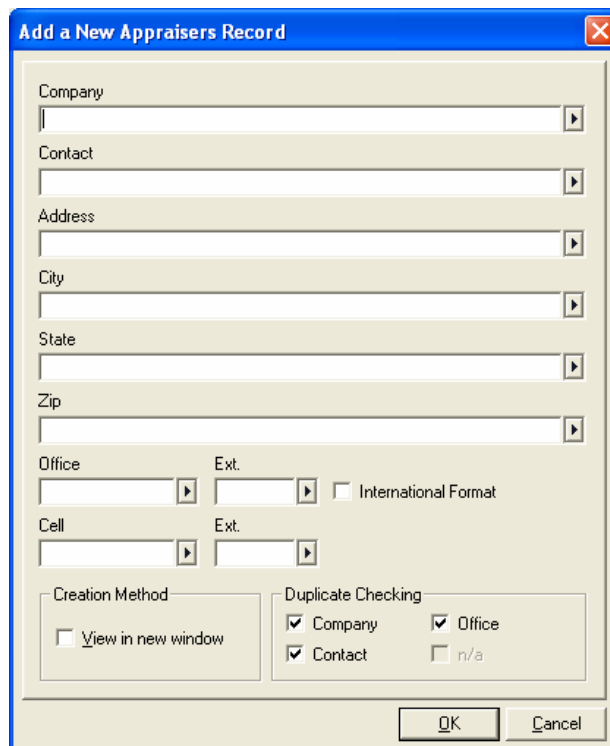 Add a New Appraisers Record
Company
Contact
Address
City
State
Zip
Office Ext.
International Format
Cell Ext.
Creation Method
View in new window
Duplicate Checking
Company Office
Contact n/a
OK Cancel